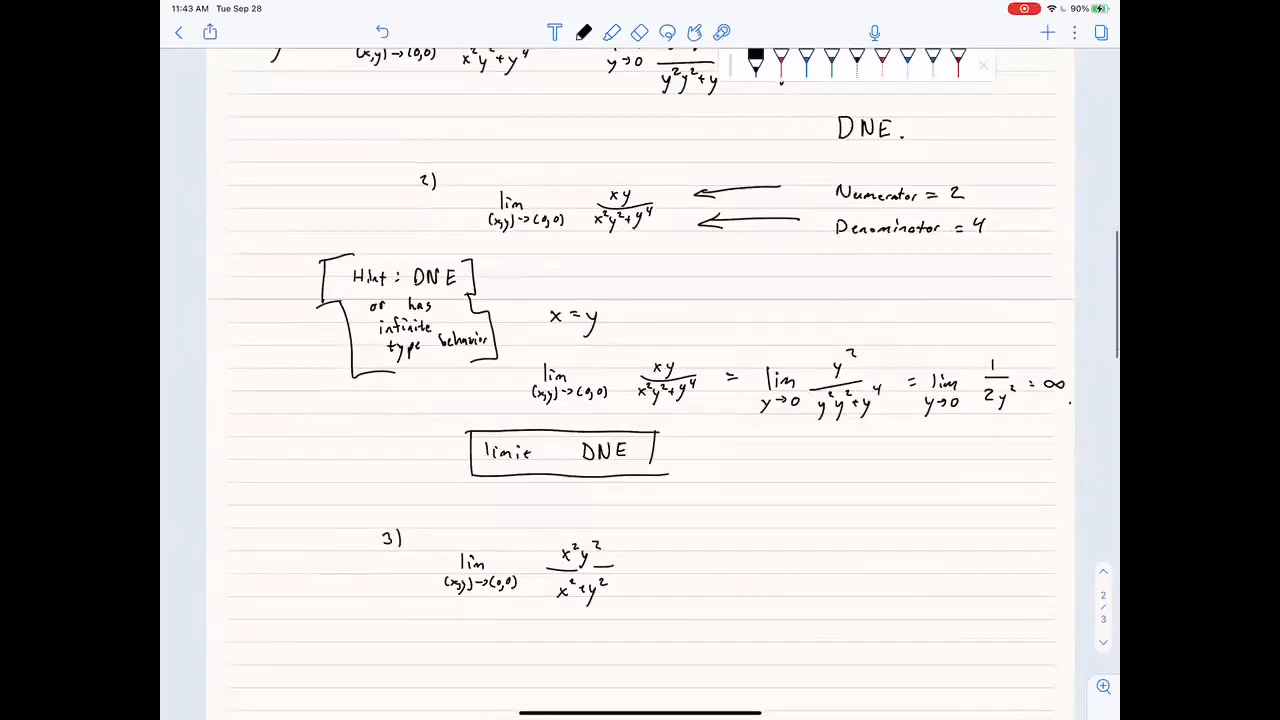 11:43 AM Tue Sep 28
90%
lim (x,y)→(0,0) x²y²+y⁴ y→0 y²y²+y
DNE.
2) lim (x,y)→(0,0) xy/(x²y²+y⁴) ← Numerator = 2
← Denominator = 4
Hint: DNE
or has
infinite
type behavior
x = y
lim (x,y)→(0,0) xy/(x²y²+y⁴) = lim y→0 y²/(y²y²+y⁴) = lim y→0 1/(2y²) = ∞.
limit DNE
3) lim (x,y)→(0,0) x²y²/(x²+y²)
2
/
3